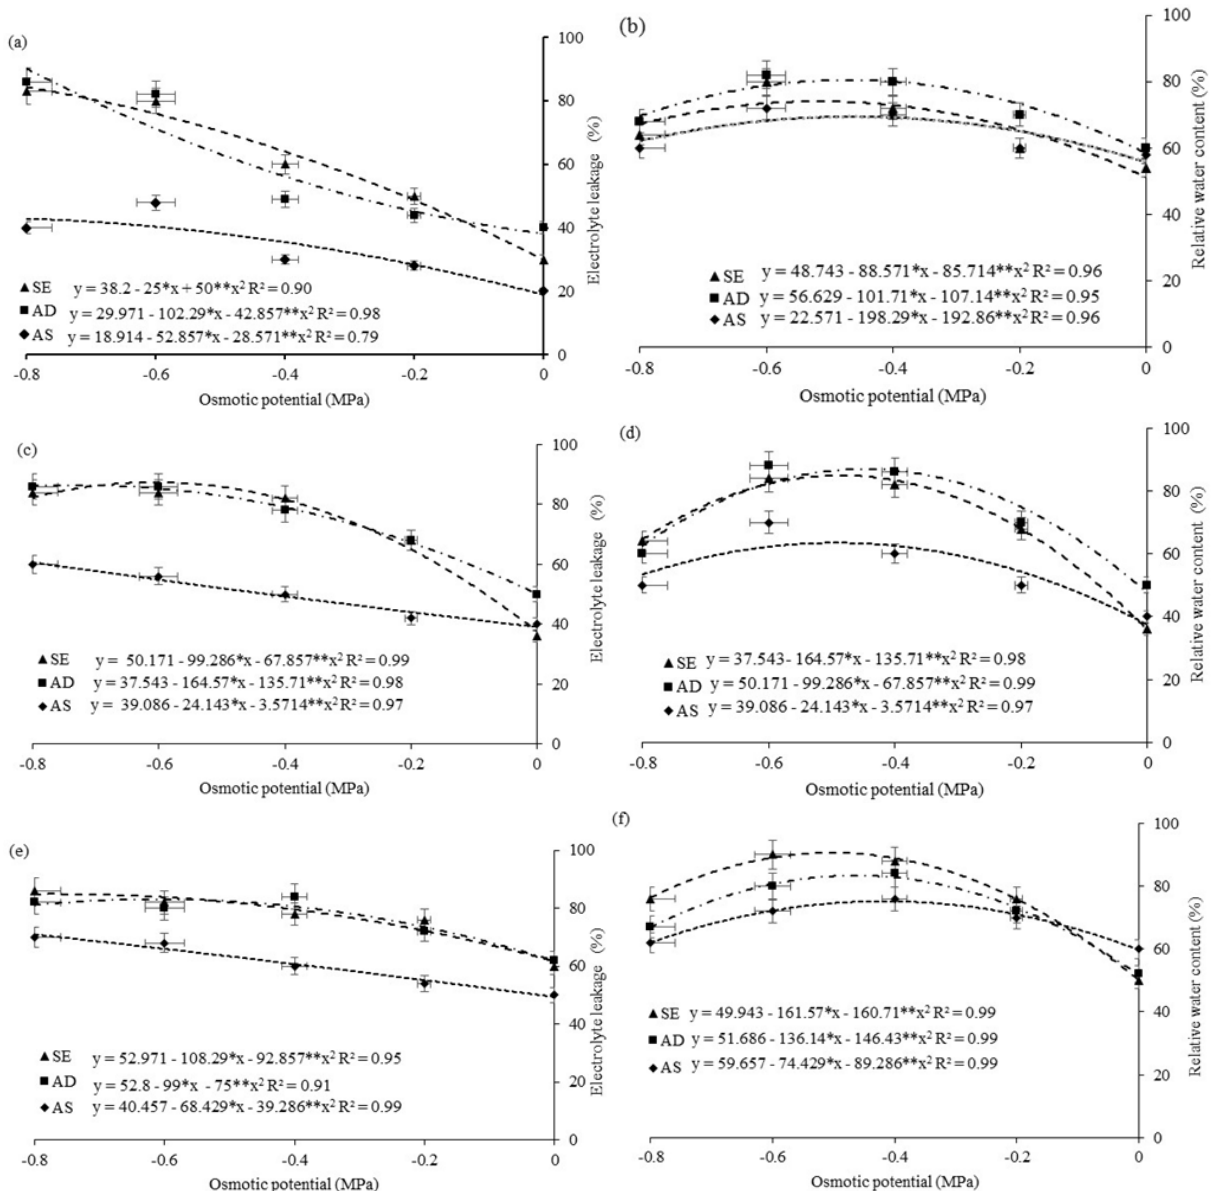 (a)
100
80
60
40
20
0
Electrolyte leakage (%)
SE y = 38.2 - 25*x + 50**x² R² = 0.90
AD y = 29.971 - 102.29*x - 42.857**x² R² = 0.98
AS y = 18.914 - 52.857*x - 28.571**x² R² = 0.79
-0.8 -0.6 -0.4 -0.2 0
Osmotic potential (MPa)
(b)
100
80
60
40
20
0
Relative water content (%)
SE y = 48.743 - 88.571*x - 85.714**x² R² = 0.96
AD y = 56.629 - 101.71*x - 107.14**x² R² = 0.95
AS y = 22.571 - 198.29*x - 192.86**x² R² = 0.96
-0.8 -0.6 -0.4 -0.2 0
Osmotic potential (MPa)
(c)
100
80
60
40
20
0
Electrolyte leakage (%)
SE y = 50.171 - 99.286*x - 67.857**x² R² = 0.99
AD y = 37.543 - 164.57*x - 135.71**x² R² = 0.98
AS y = 39.086 - 24.143*x - 3.5714**x² R² = 0.97
-0.8 -0.6 -0.4 -0.2 0
Osmotic potential (MPa)
(d)
100
80
60
40
20
0
Relative water content (%)
SE y = 37.543 - 164.57*x - 135.71**x² R² = 0.98
AD y = 50.171 - 99.286*x - 67.857**x² R² = 0.99
AS y = 39.086 - 24.143*x - 3.5714**x² R² = 0.97
-0.8 -0.6 -0.4 -0.2 0
Osmotic potential (MPa)
(e)
100
80
60
40
20
0
Electrolyte leakage (%)
SE y = 52.971 - 108.29*x - 92.857**x² R² = 0.95
AD y = 52.8 - 99*x - 75**x² R² = 0.91
AS y = 40.457 - 68.429*x - 39.286**x² R² = 0.99
-0.8 -0.6 -0.4 -0.2 0
Osmotic potential (MPa)
(f)
100
80
60
40
20
0
Relative water content (%)
SE y = 49.943 - 161.57*x - 160.71**x² R² = 0.99
AD y = 51.686 - 136.14*x - 146.43**x² R² = 0.99
AS y = 59.657 - 74.429*x - 89.286**x² R² = 0.99
-0.8 -0.6 -0.4 -0.2 0
Osmotic potential (MPa)